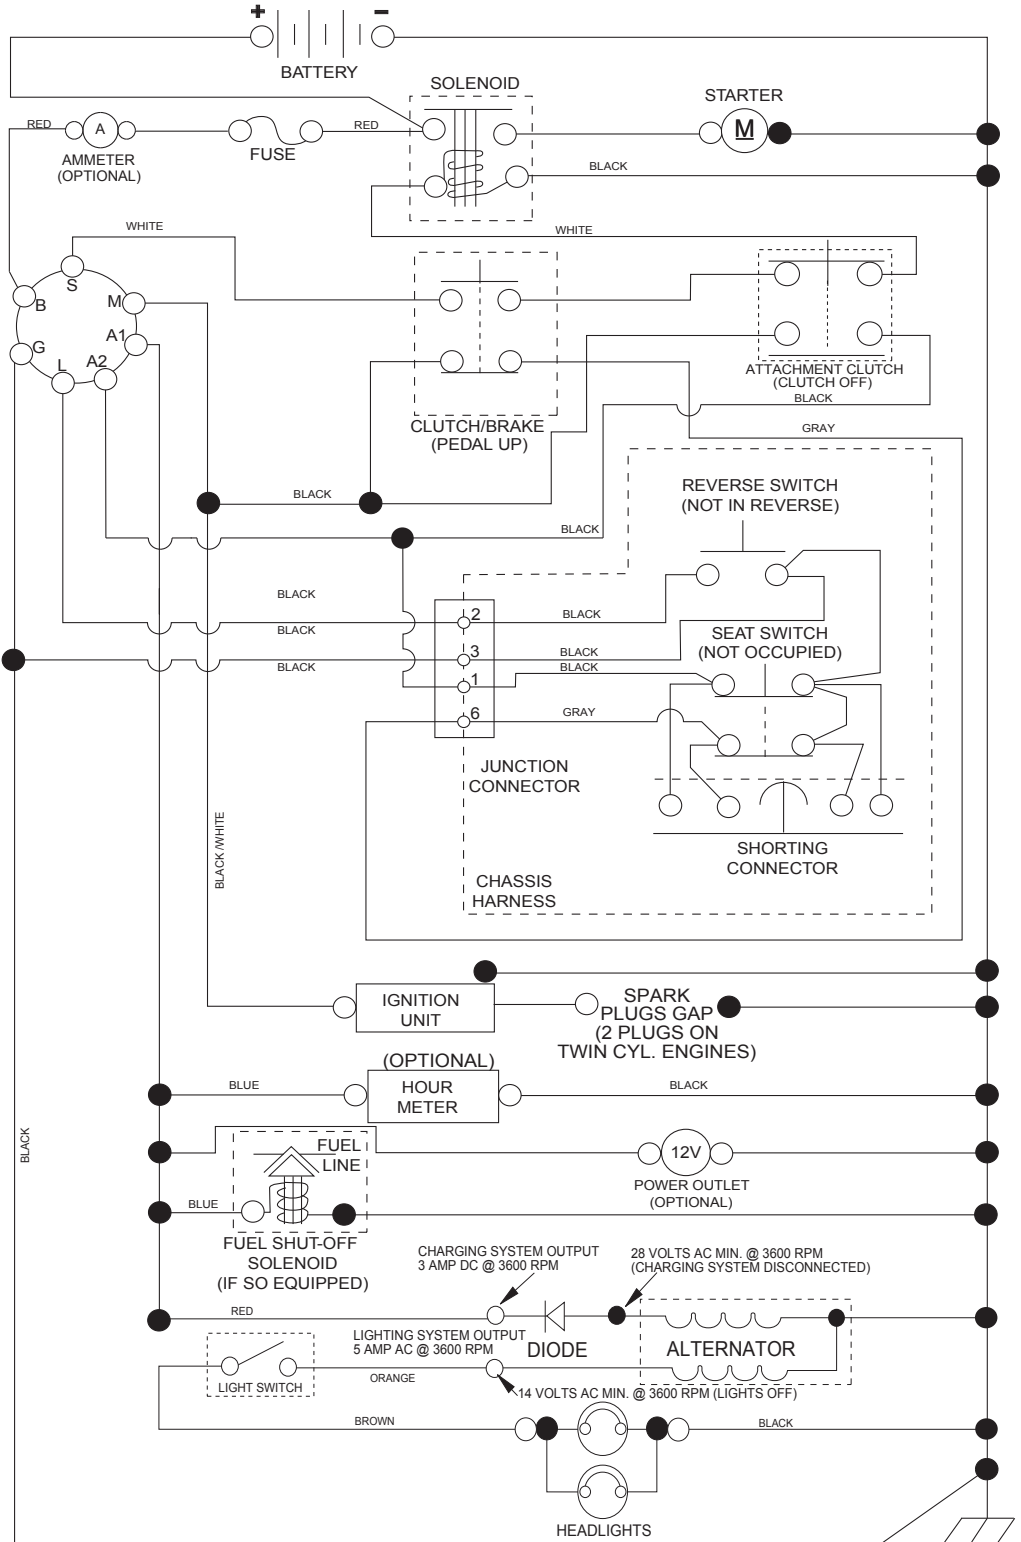 + -
BATTERY
SOLENOID
STARTER
RED
A
RED
M
FUSE
AMMETER
(OPTIONAL)
BLACK
WHITE
WHITE
S
B
M
A1
G
A2
L
ATTACHMENT CLUTCH
(CLUTCH OFF)
BLACK
CLUTCH/BRAKE
(PEDAL UP)
GRAY
REVERSE SWITCH
(NOT IN REVERSE)
BLACK
BLACK
BLACK
2
BLACK
BLACK
SEAT SWITCH
(NOT OCCUPIED)
3
BLACK
BLACK
BLACK
1
6
GRAY
JUNCTION
CONNECTOR
BLACK/WHITE
SHORTING
CONNECTOR
CHASSIS
HARNESS
IGNITION
UNIT
SPARK
PLUGS GAP
(2 PLUGS ON
TWIN CYL. ENGINES)
(OPTIONAL)
BLUE
HOUR
METER
BLACK
BLACK
FUEL
LINE
12V
POWER OUTLET
(OPTIONAL)
BLUE
FUEL SHUT-OFF
SOLENOID
(IF SO EQUIPPED)
CHARGING SYSTEM OUTPUT
3 AMP DC @ 3600 RPM
28 VOLTS AC MIN. @ 3600 RPM
(CHARGING SYSTEM DISCONNECTED)
RED
LIGHTING SYSTEM OUTPUT
5 AMP AC @ 3600 RPM
DIODE
ALTERNATOR
LIGHT SWITCH
ORANGE
14 VOLTS AC MIN. @ 3600 RPM (LIGHTS OFF)
BROWN
BLACK
HEADLIGHTS